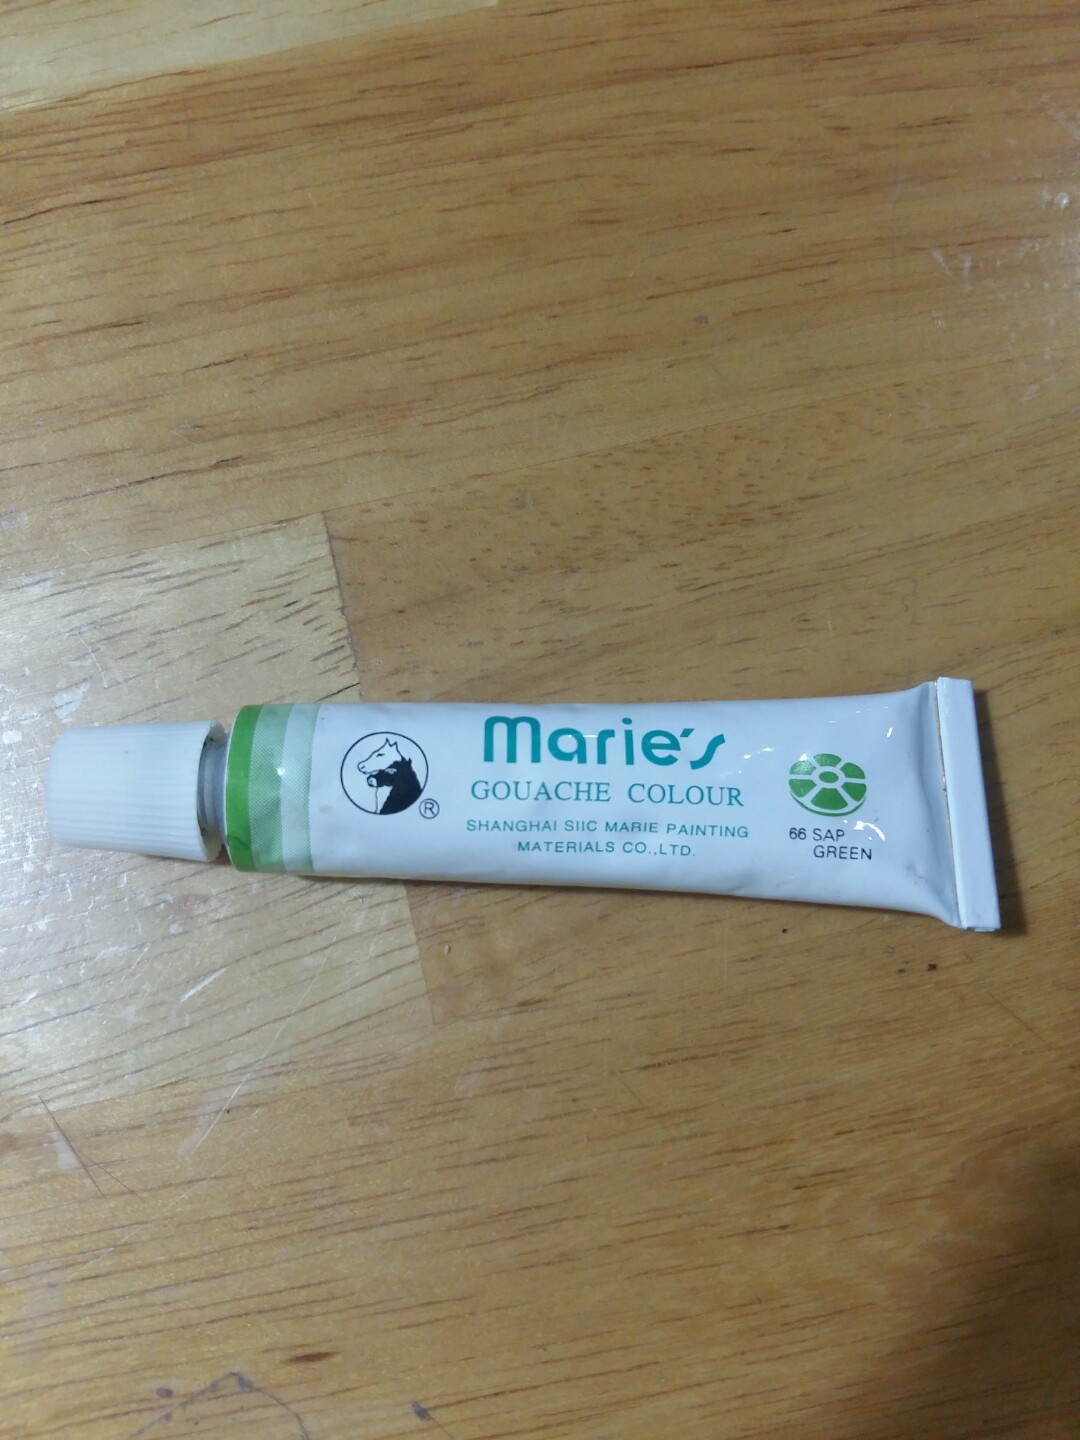 Marie's
GOUACHE COLOUR
SHANGHAI SIIC MARIE PAINTING
MATERIALS CO.,LTD.
®
66 SAP
GREEN